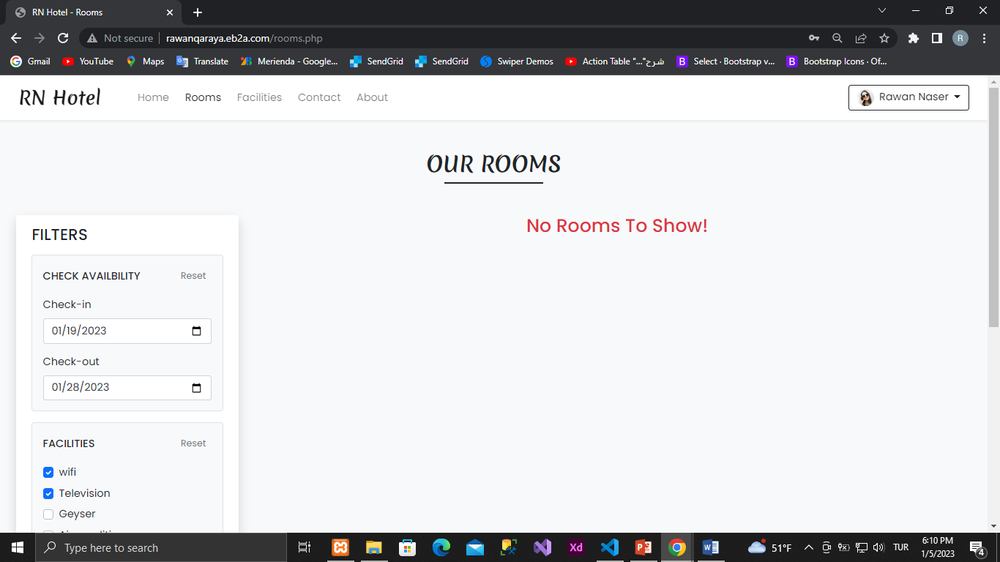 RN Hotel - Rooms
Not secure rawanqaraya.eb2a.com/rooms.php
R
Gmail YouTube Maps Translate Merienda - Google... SendGrid SendGrid Swiper Demos Action Table "..."شرح Select · Bootstrap v... Bootstrap Icons · Of...
RN Hotel Home Rooms Facilities Contact About Rawan Naser
OUR ROOMS
No Rooms To Show!
FILTERS
CHECK AVAILBILITY Reset
Check-in
01/19/2023
Check-out
01/28/2023
FACILITIES Reset
wifi
Television
Geyser
Type here to search
51°F
TUR
6:10 PM
1/5/2023
4